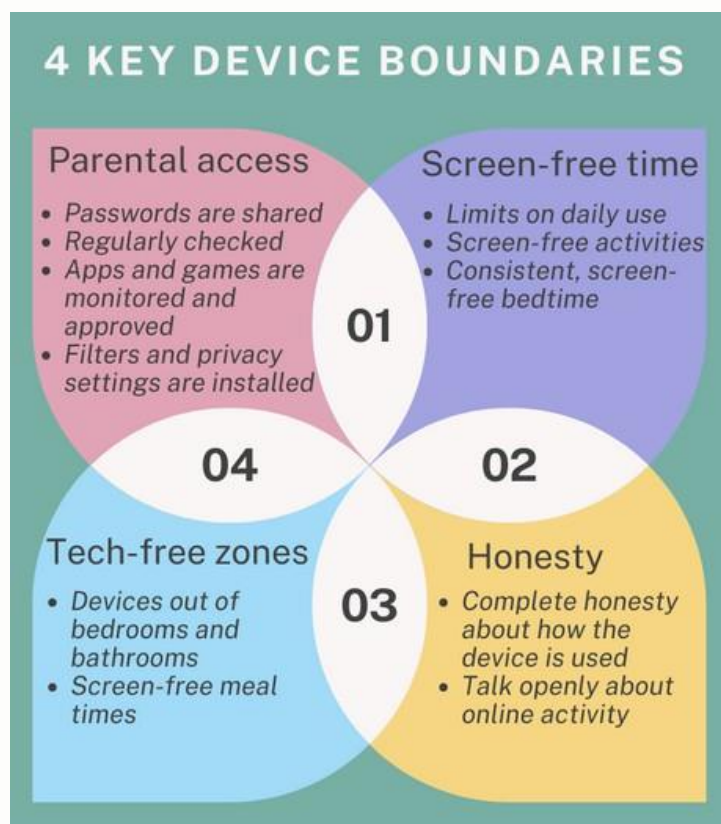 4 KEY DEVICE BOUNDARIES
Parental access
• Passwords are shared
• Regularly checked
• Apps and games are
monitored and
approved
• Filters and privacy
settings are installed
Screen-free time
• Limits on daily use
• Screen-free activities
• Consistent, screen-
free bedtime
01
04
02
03
Tech-free zones
• Devices out of
bedrooms and
bathrooms
• Screen-free meal
times
Honesty
• Complete honesty
about how the
device is used
• Talk openly about
online activity